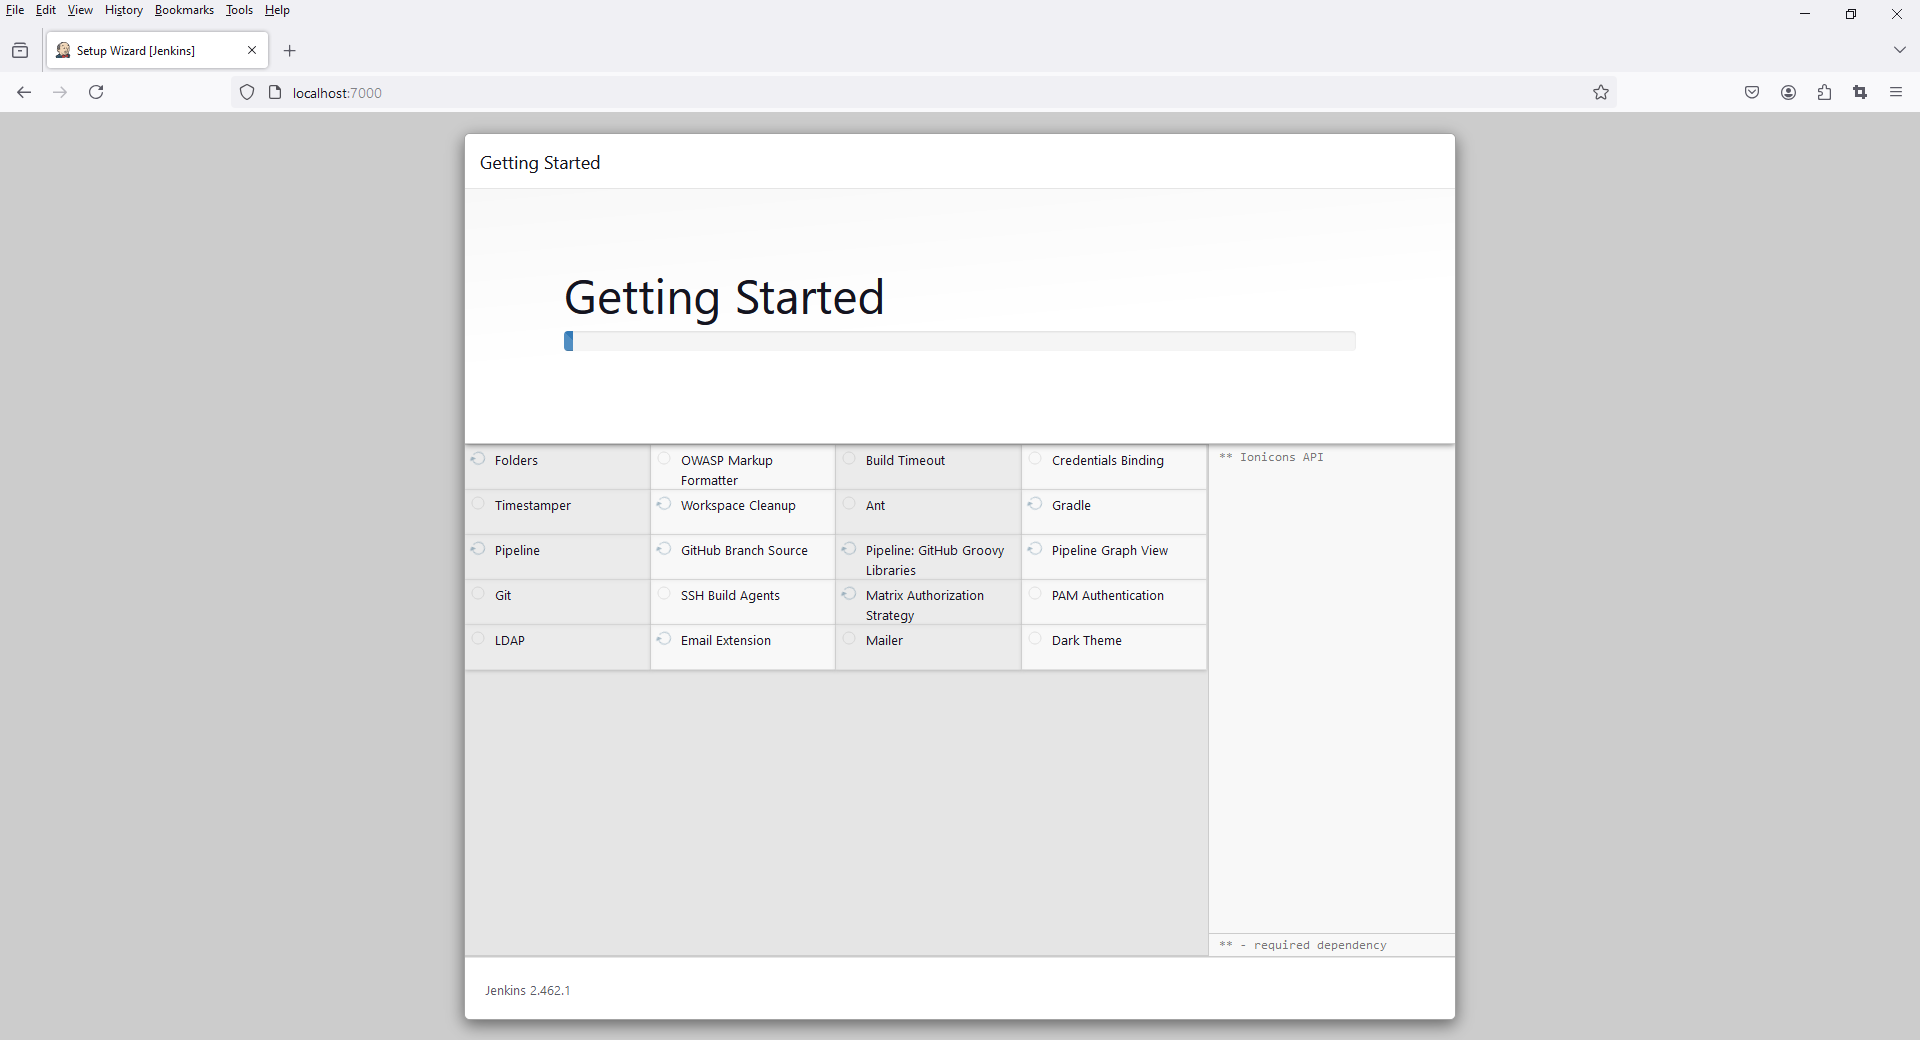 File Edit View History Bookmarks Tools Help
Setup Wizard [Jenkins]
localhost:7000
Getting Started
Getting Started
Folders
OWASP Markup
Formatter
Build Timeout
Credentials Binding
** Ionicons API
Timestamper
Workspace Cleanup
Ant
Gradle
Pipeline
GitHub Branch Source
Pipeline: GitHub Groovy
Libraries
Pipeline Graph View
Git
SSH Build Agents
Matrix Authorization
Strategy
PAM Authentication
LDAP
Email Extension
Mailer
Dark Theme
** - required dependency
Jenkins 2.462.1